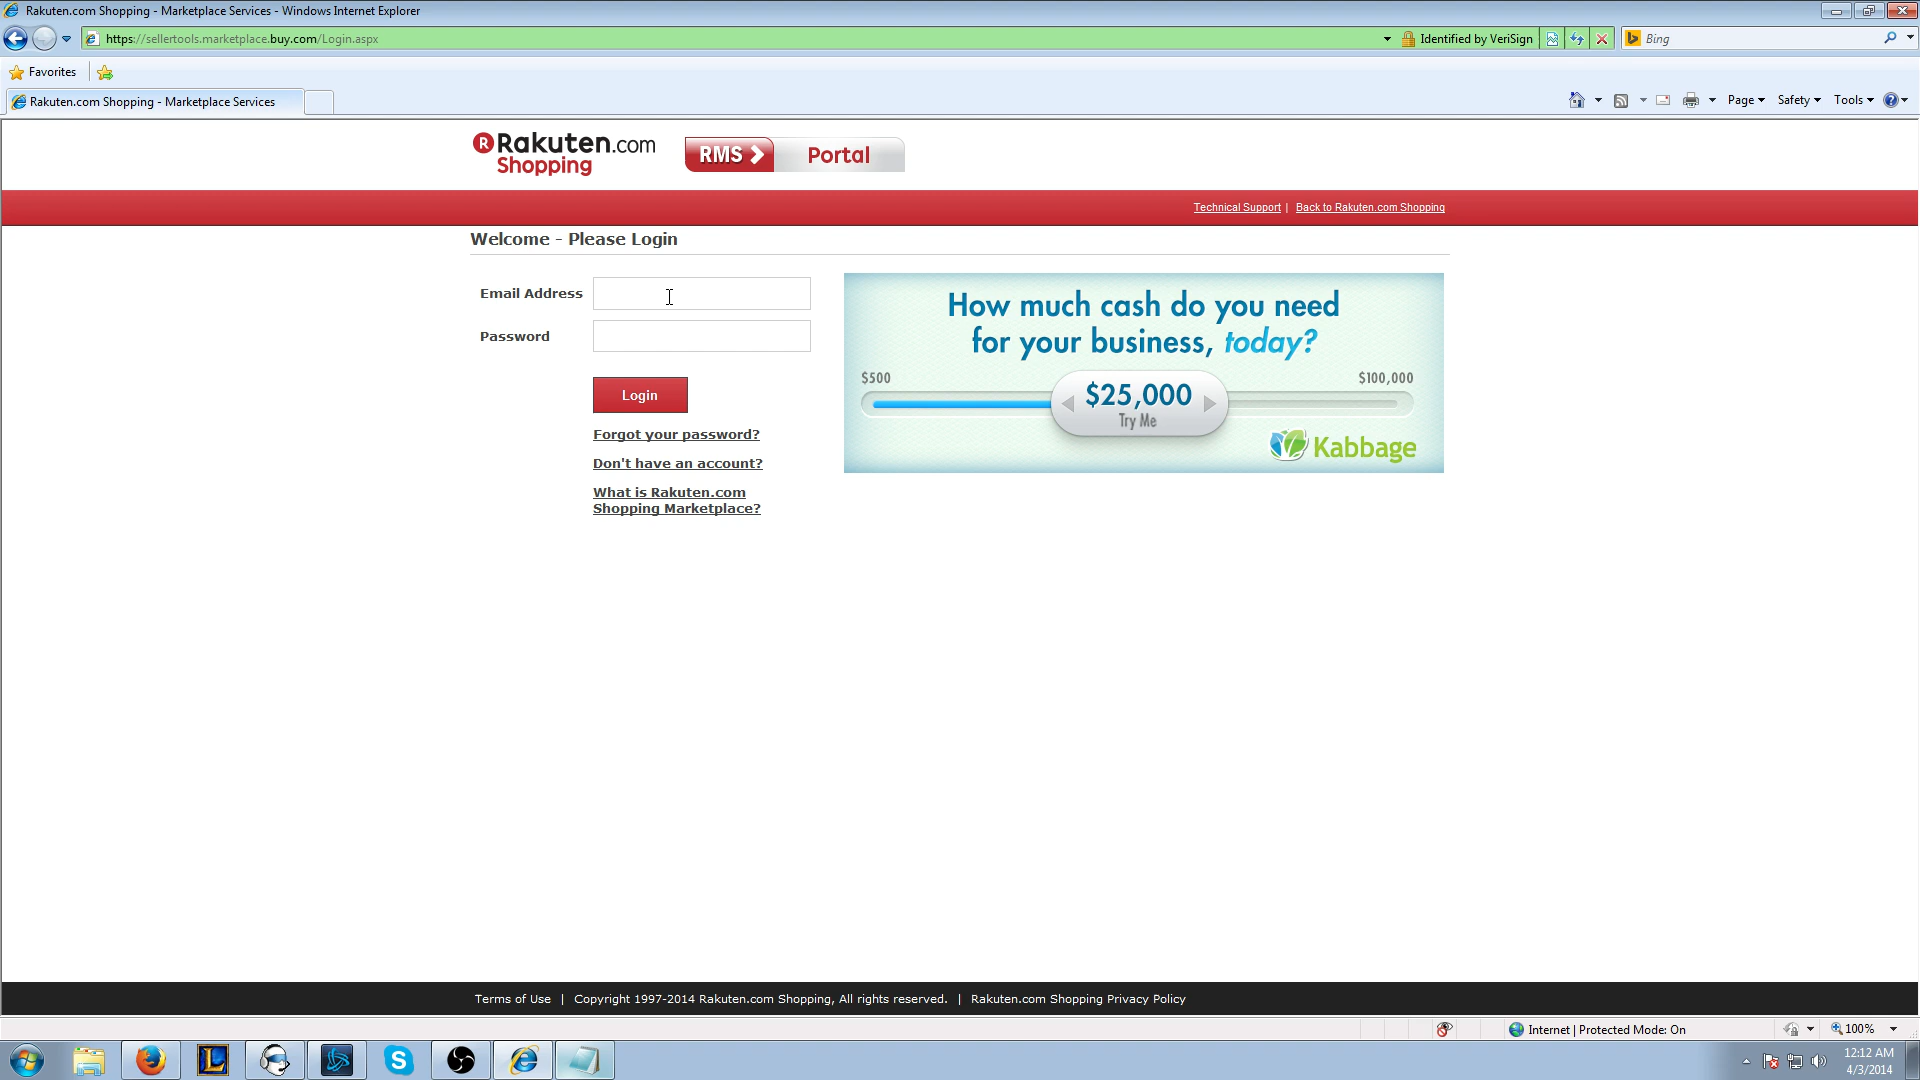 Rakuten.com Shopping - Marketplace Services - Windows Internet Explorer
https://sellertools.marketplace.buy.com/Login.aspx
Identified by VeriSign
Bing
Favorites
Rakuten.com Shopping - Marketplace Services
Page
Safety
Tools
Rakuten.com
Shopping
RMS
Portal
Technical Support | Back to Rakuten.com Shopping
Welcome - Please Login
Email Address
Password
Login
Forgot your password?
Don't have an account?
What is Rakuten.com
Shopping Marketplace?
How much cash do you need
for your business, today?
$500
$100,000
$25,000
Try Me
Kabbage
Terms of Use | Copyright 1997-2014 Rakuten.com Shopping, All rights reserved. | Rakuten.com Shopping Privacy Policy
Internet | Protected Mode: On
100%
12:12 AM
4/3/2014